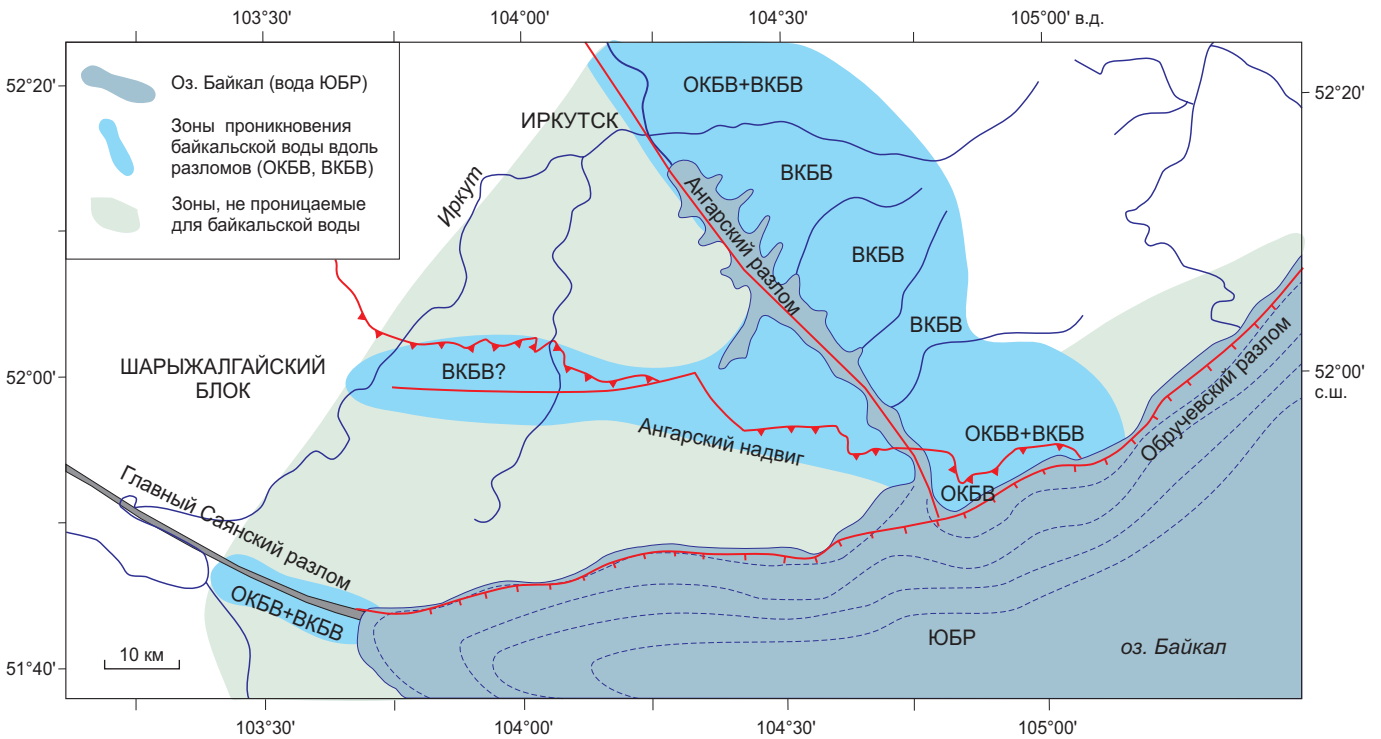 103°30' 104°00' 104°30' 105°00' в.д.
52°20'
52°00'
51°40'
52°20'
52°00'
с.ш.
Оз. Байкал (вода ЮБР)
Зоны проникновения
байкальской воды вдоль
разломов (ОКБВ, ВКБВ)
Зоны, не проницаемые
для байкальской воды
ОКБВ+ВКБВ
ИРКУТСК
ВКБВ
Иркут
Ангарский разлом
ВКБВ
ВКБВ
ШАРЫЖАЛГАЙСКИЙ
БЛОК
ВКБВ?
Ангарский надвиг
ОКБВ+ВКБВ
Обручевский разлом
ОКБВ
Главный Саянский разлом
ОКБВ+ВКБВ
ЮБР
оз. Байкал
10 км
103°30' 104°00' 104°30' 105°00'